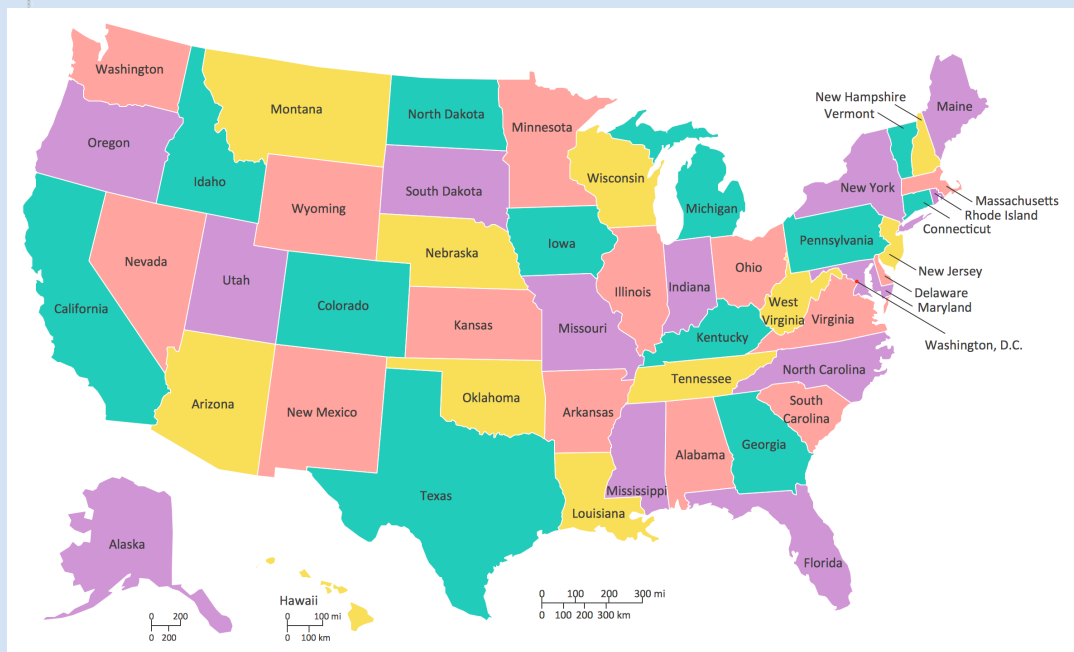 Washington
Montana
North Dakota
Minnesota
New Hampshire
Vermont
Maine
Oregon
Idaho
Wyoming
South Dakota
Wisconsin
Michigan
New York
Massachusetts
Rhode Island
Connecticut
Nevada
Utah
Colorado
Nebraska
Iowa
Illinois
Indiana
Ohio
Pennsylvania
New Jersey
Delaware
Maryland
Washington, D.C.
California
Kansas
Missouri
Kentucky
West
Virginia
Virginia
Arizona
New Mexico
Oklahoma
Arkansas
Tennessee
North Carolina
South
Carolina
Texas
Louisiana
Mississippi
Alabama
Georgia
Florida
Alaska
Hawaii
0 200
0 200
0 100 mi
0 100 km
0 100 200 300 mi
0 100 200 300 km